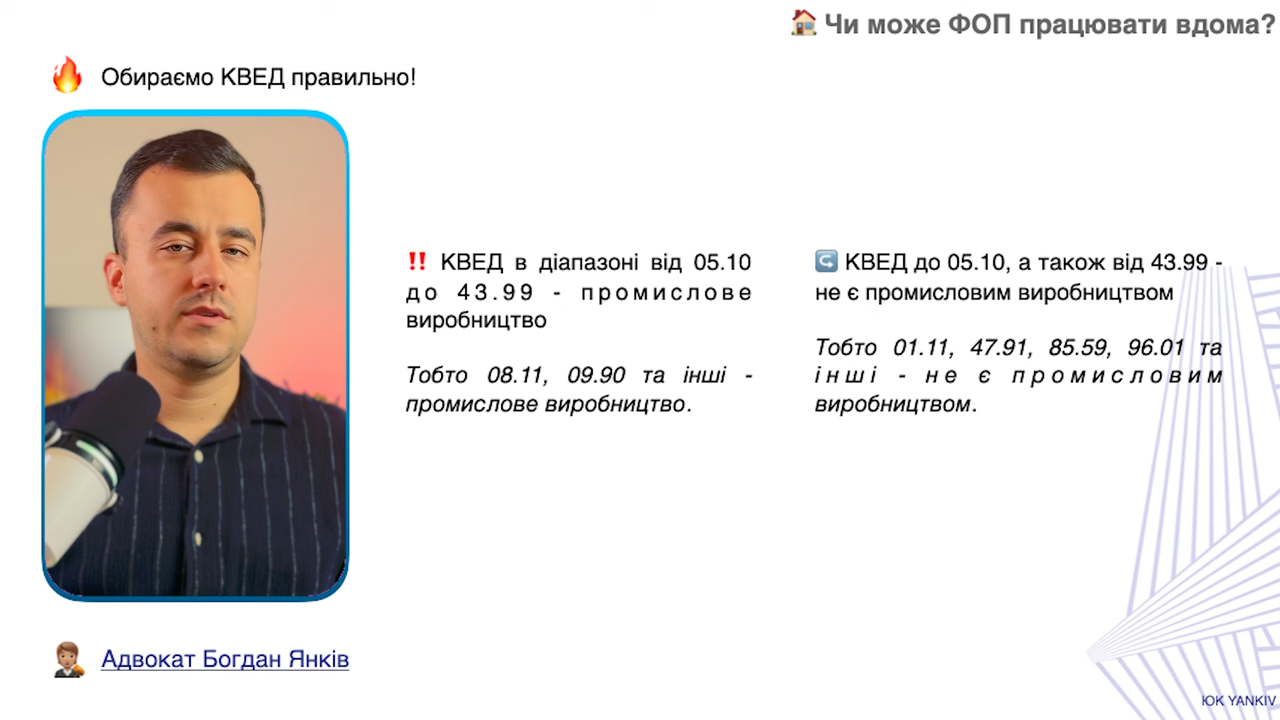 🏠 Чи може ФОП працювати вдома?
🔥 Обираємо КВЕД правильно!
‼️ КВЕД в діапазоні від 05.10
до 43.99 - промислове
виробництво
Тобто 08.11, 09.90 та інші -
промислове виробництво.
↪️ КВЕД до 05.10, а також від 43.99 -
не є промисловим виробництвом
Тобто 01.11, 47.91, 85.59, 96.01 та
інші - не є промисловим
виробництвом.
Адвокат Богдан Янків
ЮК YANKIV